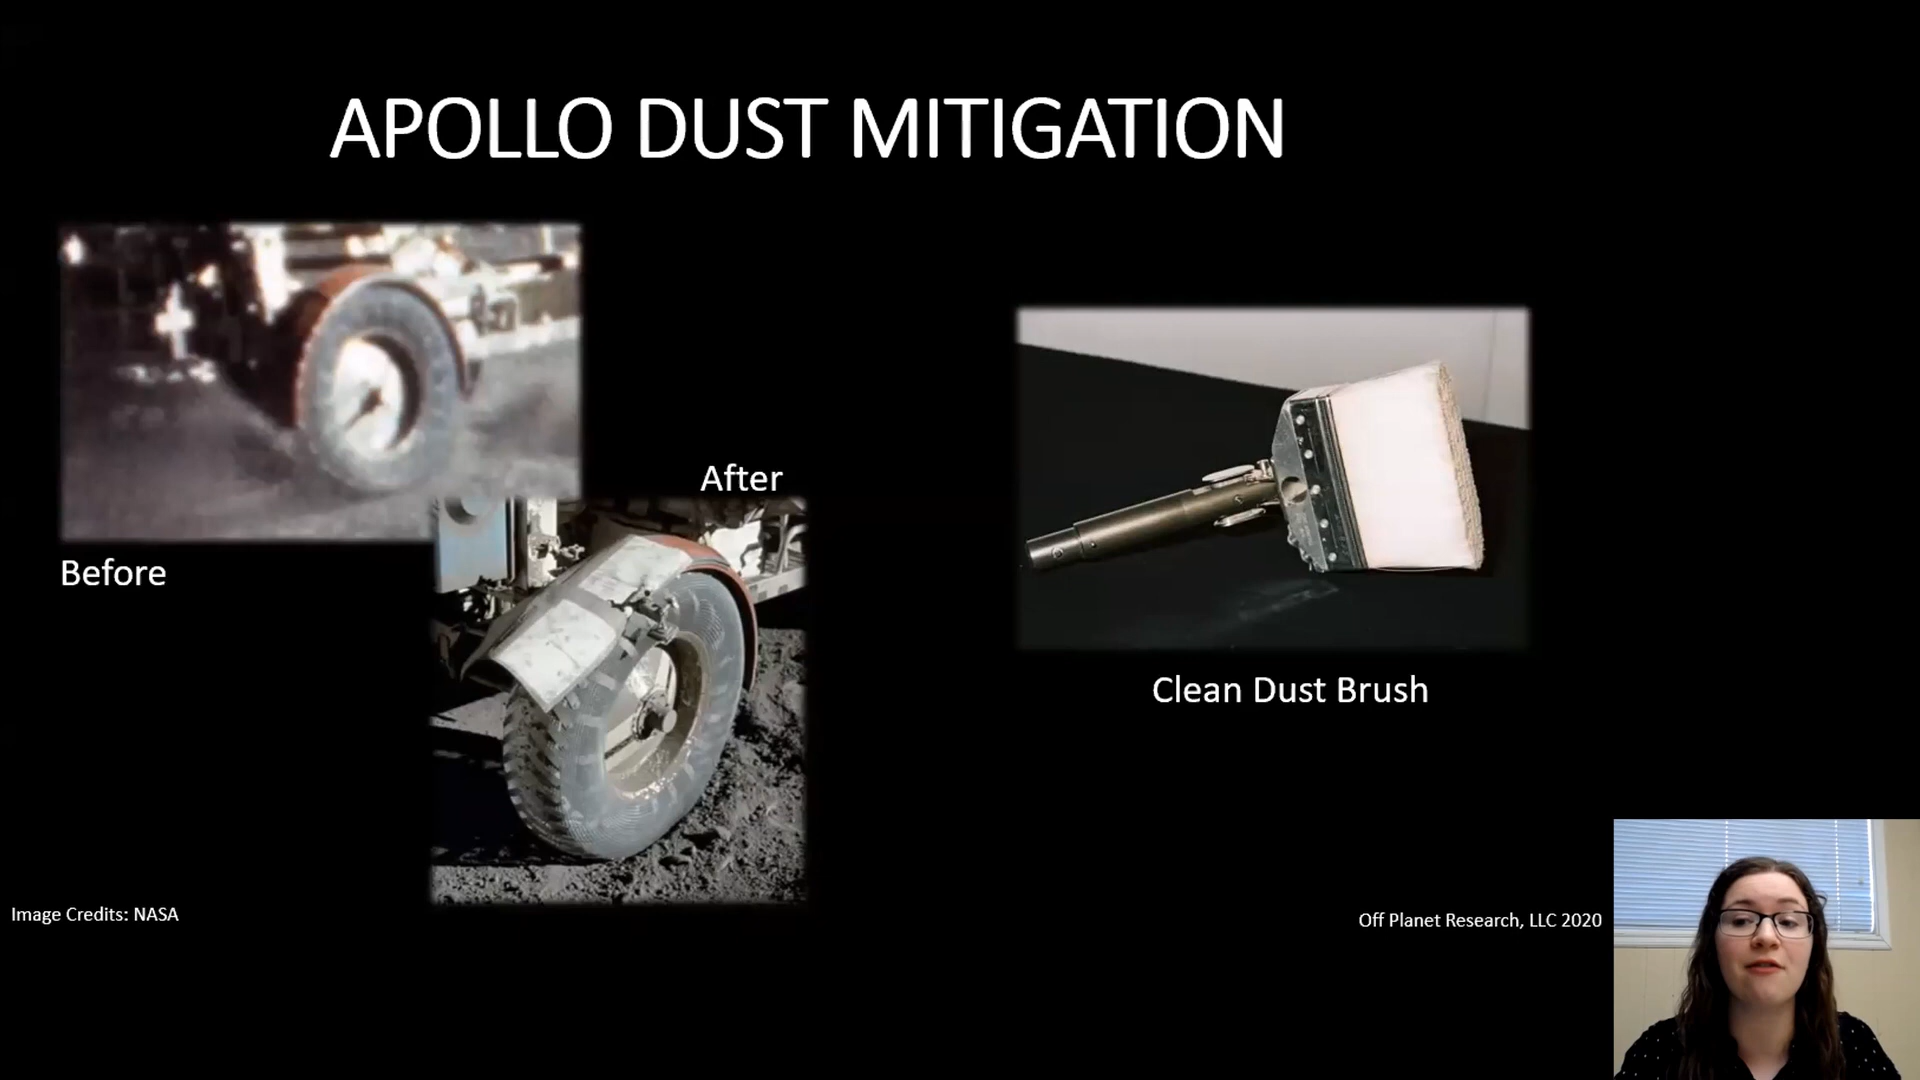 APOLLO DUST MITIGATION
Before
After
Clean Dust Brush
Image Credits: NASA
Off Planet Research, LLC 2020